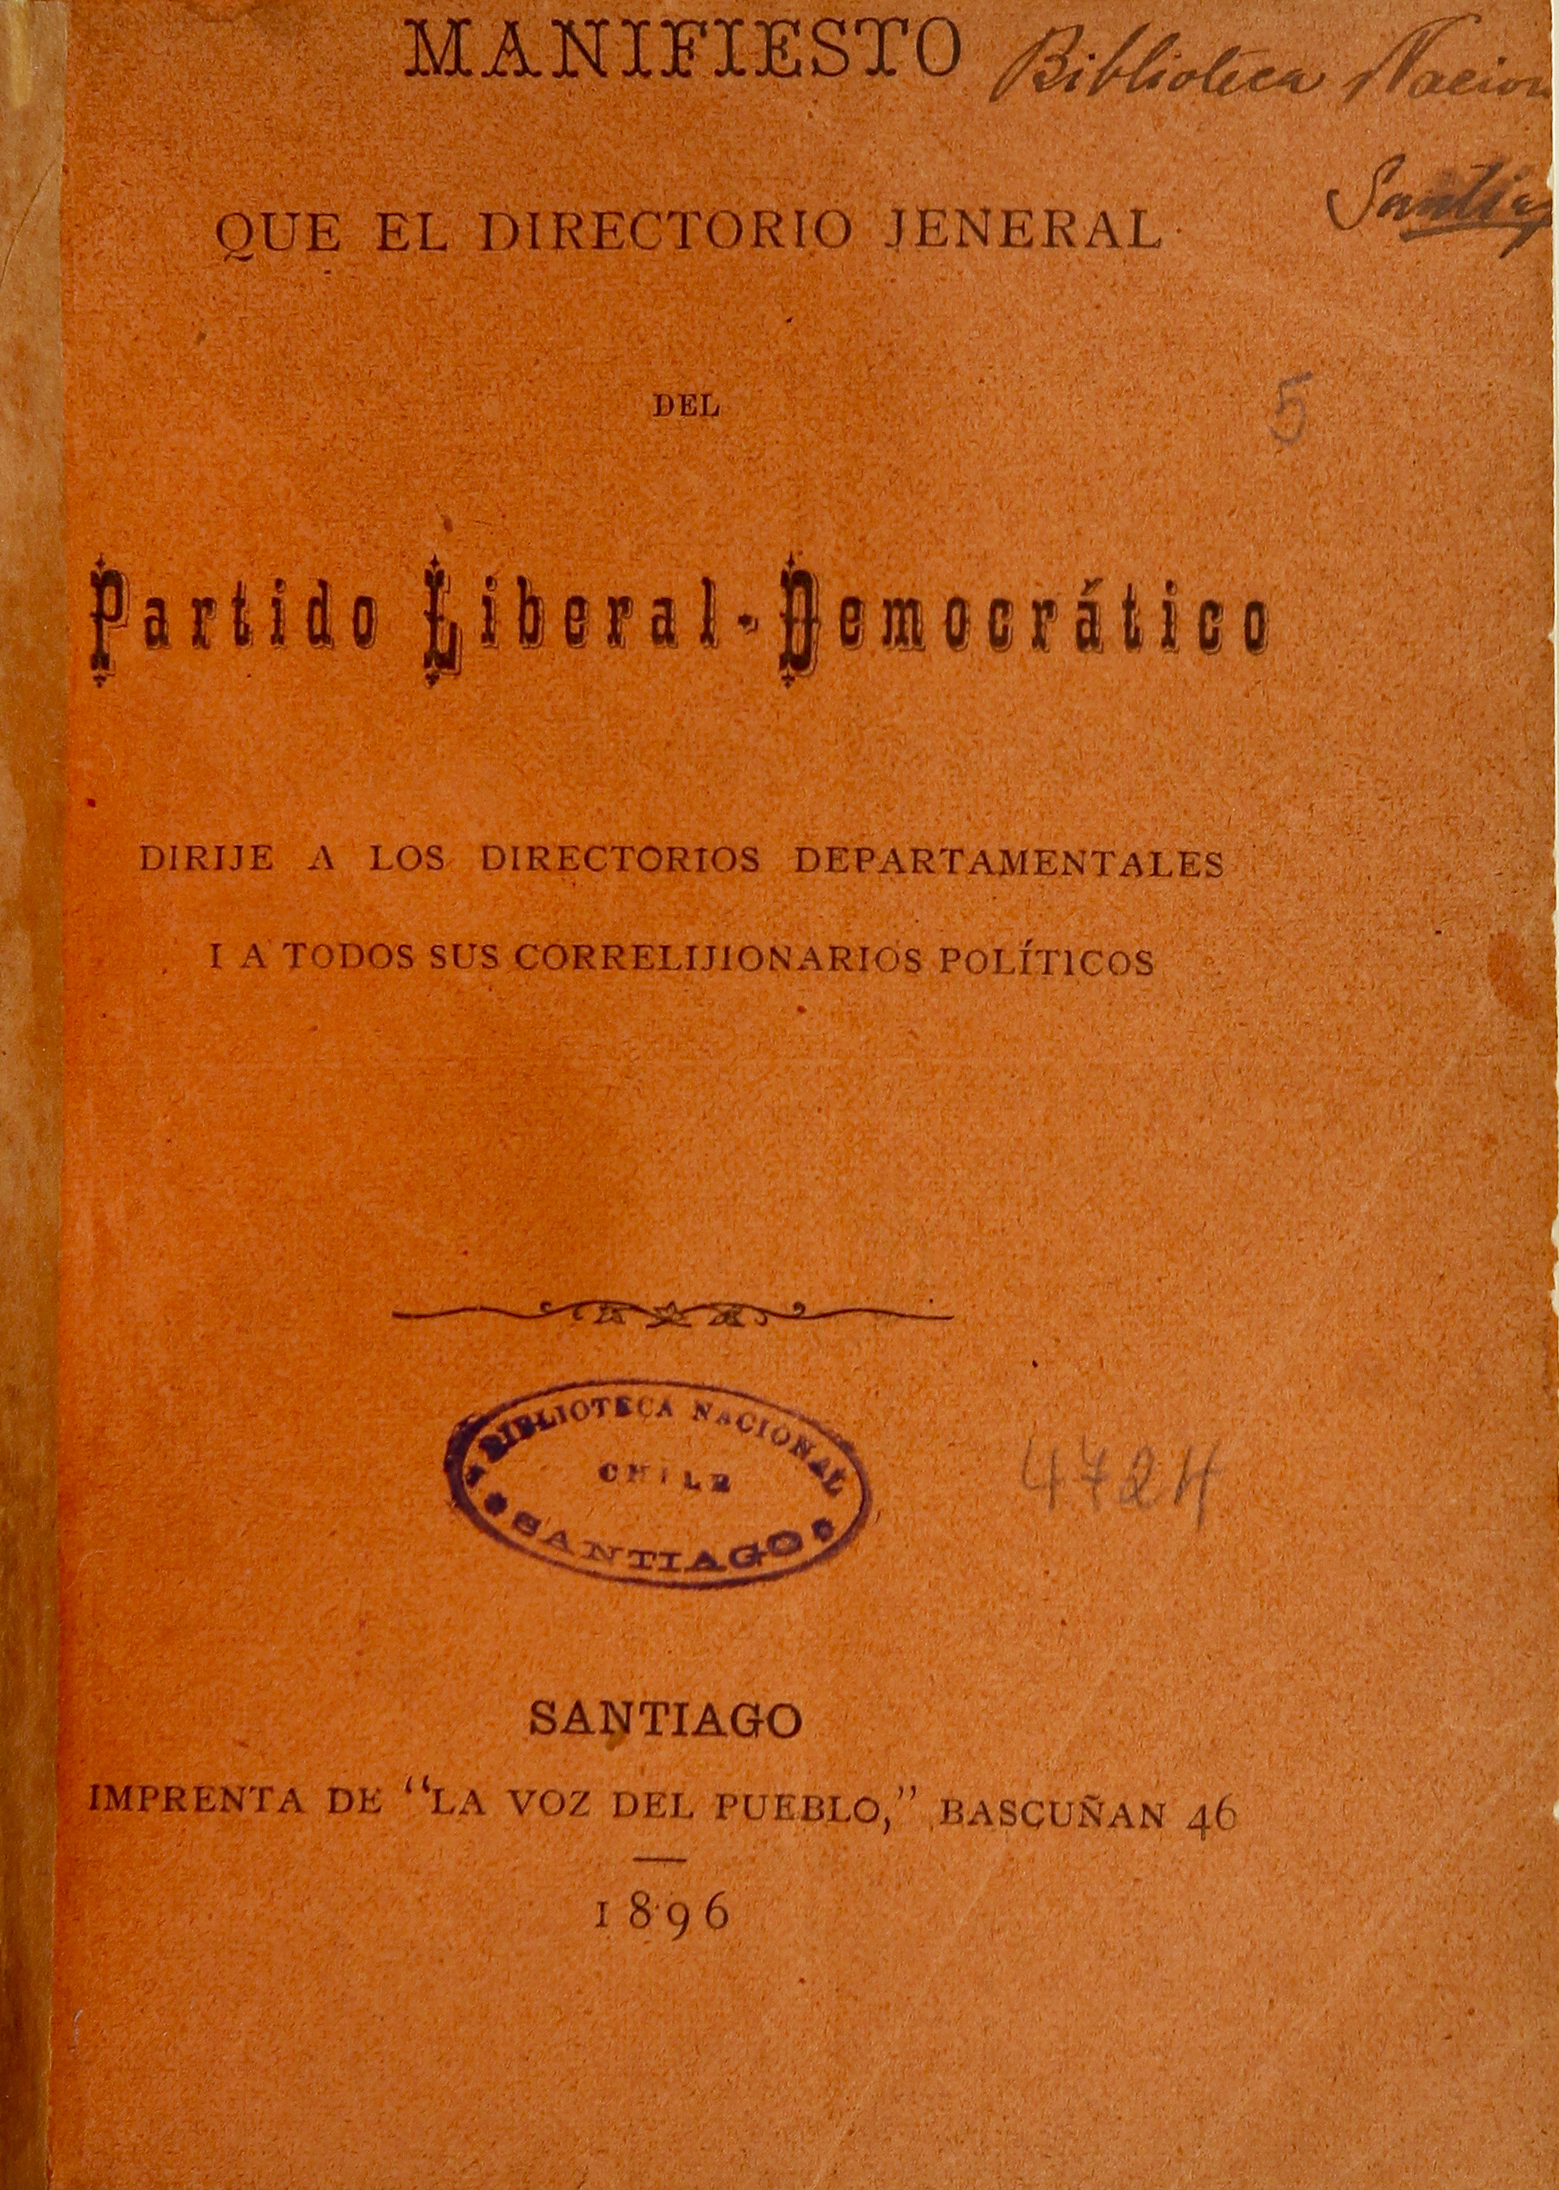 MANIFIESTO
Biblioteca Nacion
Santiag
QUE EL DIRECTORIO JENERAL
DEL
5
Partido Liberal-Democrático
DIRIJE A LOS DIRECTORIOS DEPARTAMENTALES
I A TODOS SUS CORRELIJIONARIOS POLÍTICOS
BIBLIOTECA NACIONAL
CHILE
SANTIAGO
4724
SANTIAGO
IMPRENTA DE "LA VOZ DEL PUEBLO," BASCUÑAN 46
1896